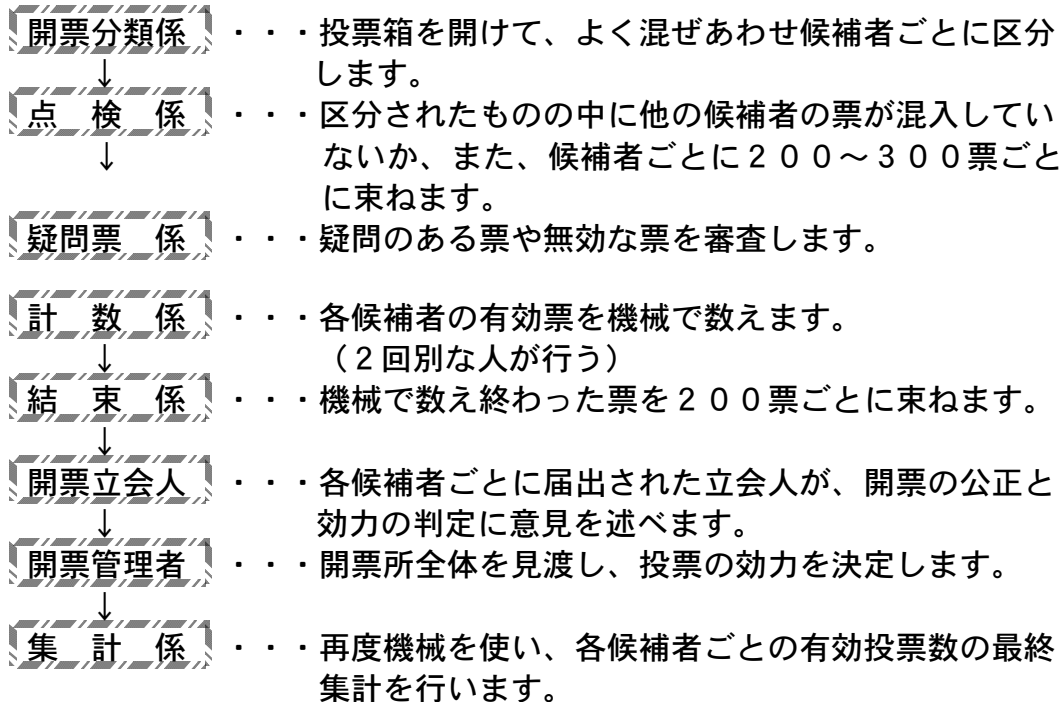 開票分類係・・・投票箱を開けて、よく混ぜあわせ候補者ごとに区分
↓ します。
点 検 係・・・区分されたものの中に他の候補者の票が混入してい
↓ ないか、また、候補者ごとに200～300票ごと
に束ねます。
疑問票 係・・・疑問のある票や無効な票を審査します。
計 数 係・・・各候補者の有効票を機械で数えます。
↓ （2回別な人が行う）
結 束 係・・・機械で数え終わった票を200票ごとに束ねます。
↓
開票立会人・・・各候補者ごとに届出された立会人が、開票の公正と
↓ 効力の判定に意見を述べます。
開票管理者・・・開票所全体を見渡し、投票の効力を決定します。
↓
集 計 係・・・再度機械を使い、各候補者ごとの有効投票数の最終
集計を行います。